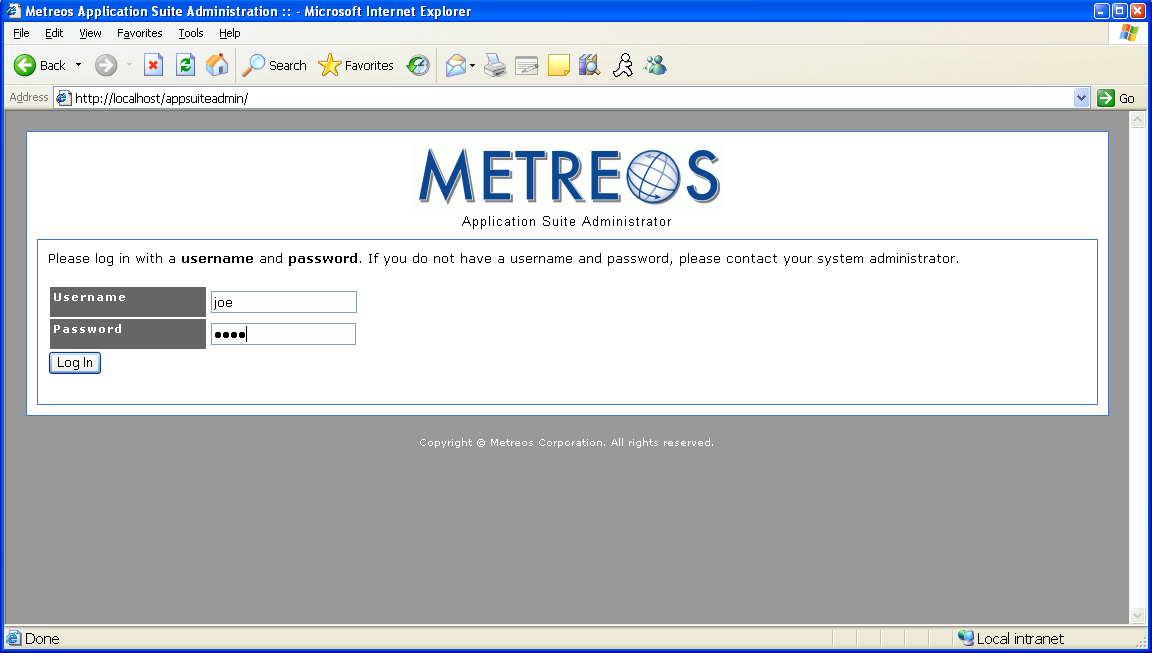 Metreos Application Suite Administration :: - Microsoft Internet Explorer
File Edit View Favorites Tools Help
Back Search Favorites
Address http://localhost/appsuiteadmin/ Go
METREOS
Application Suite Administrator
Please log in with a username and password. If you do not have a username and password, please contact your system administrator.
Username joe
Password ●●●●
Log In
Copyright © Metreos Corporation. All rights reserved.
Done Local intranet